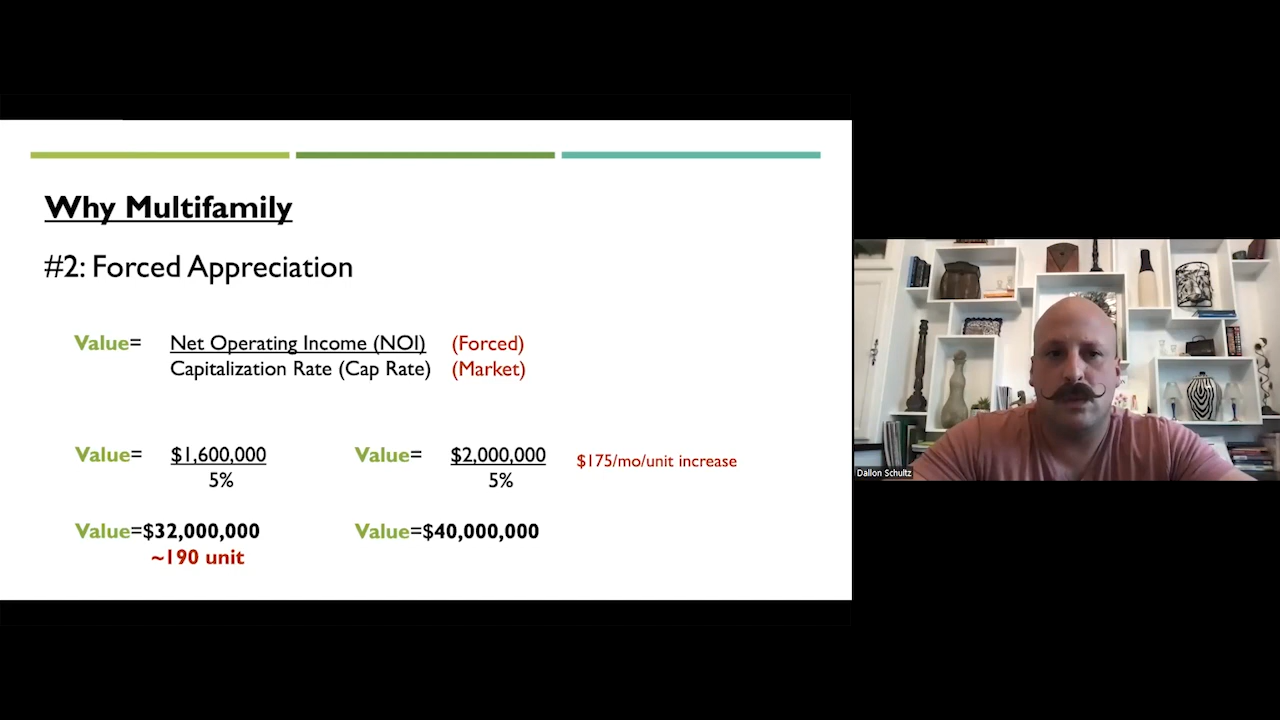 Why Multifamily
#2: Forced Appreciation
Value= Net Operating Income (NOI) (Forced)
Capitalization Rate (Cap Rate) (Market)
Value= $1,600,000 Value= $2,000,000 $175/mo/unit increase
5% 5%
Value=$32,000,000 Value=$40,000,000
~190 unit
Dallon Schultz